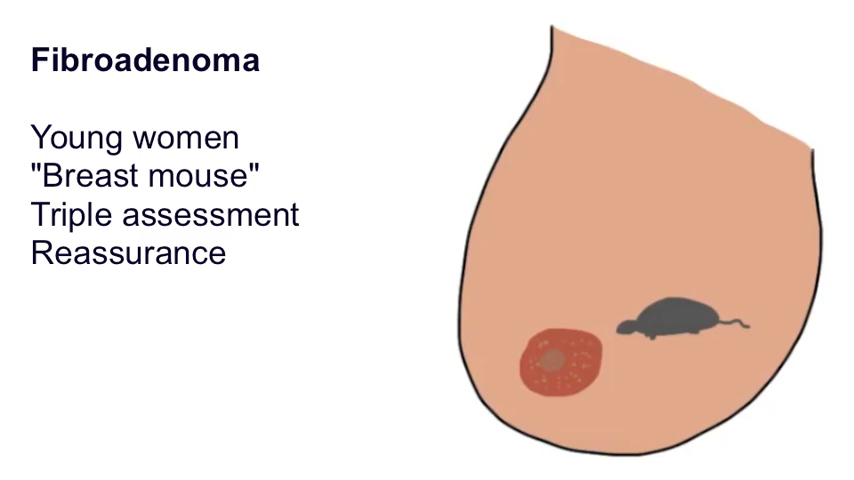 Fibroadenoma
Young women
"Breast mouse"
Triple assessment
Reassurance